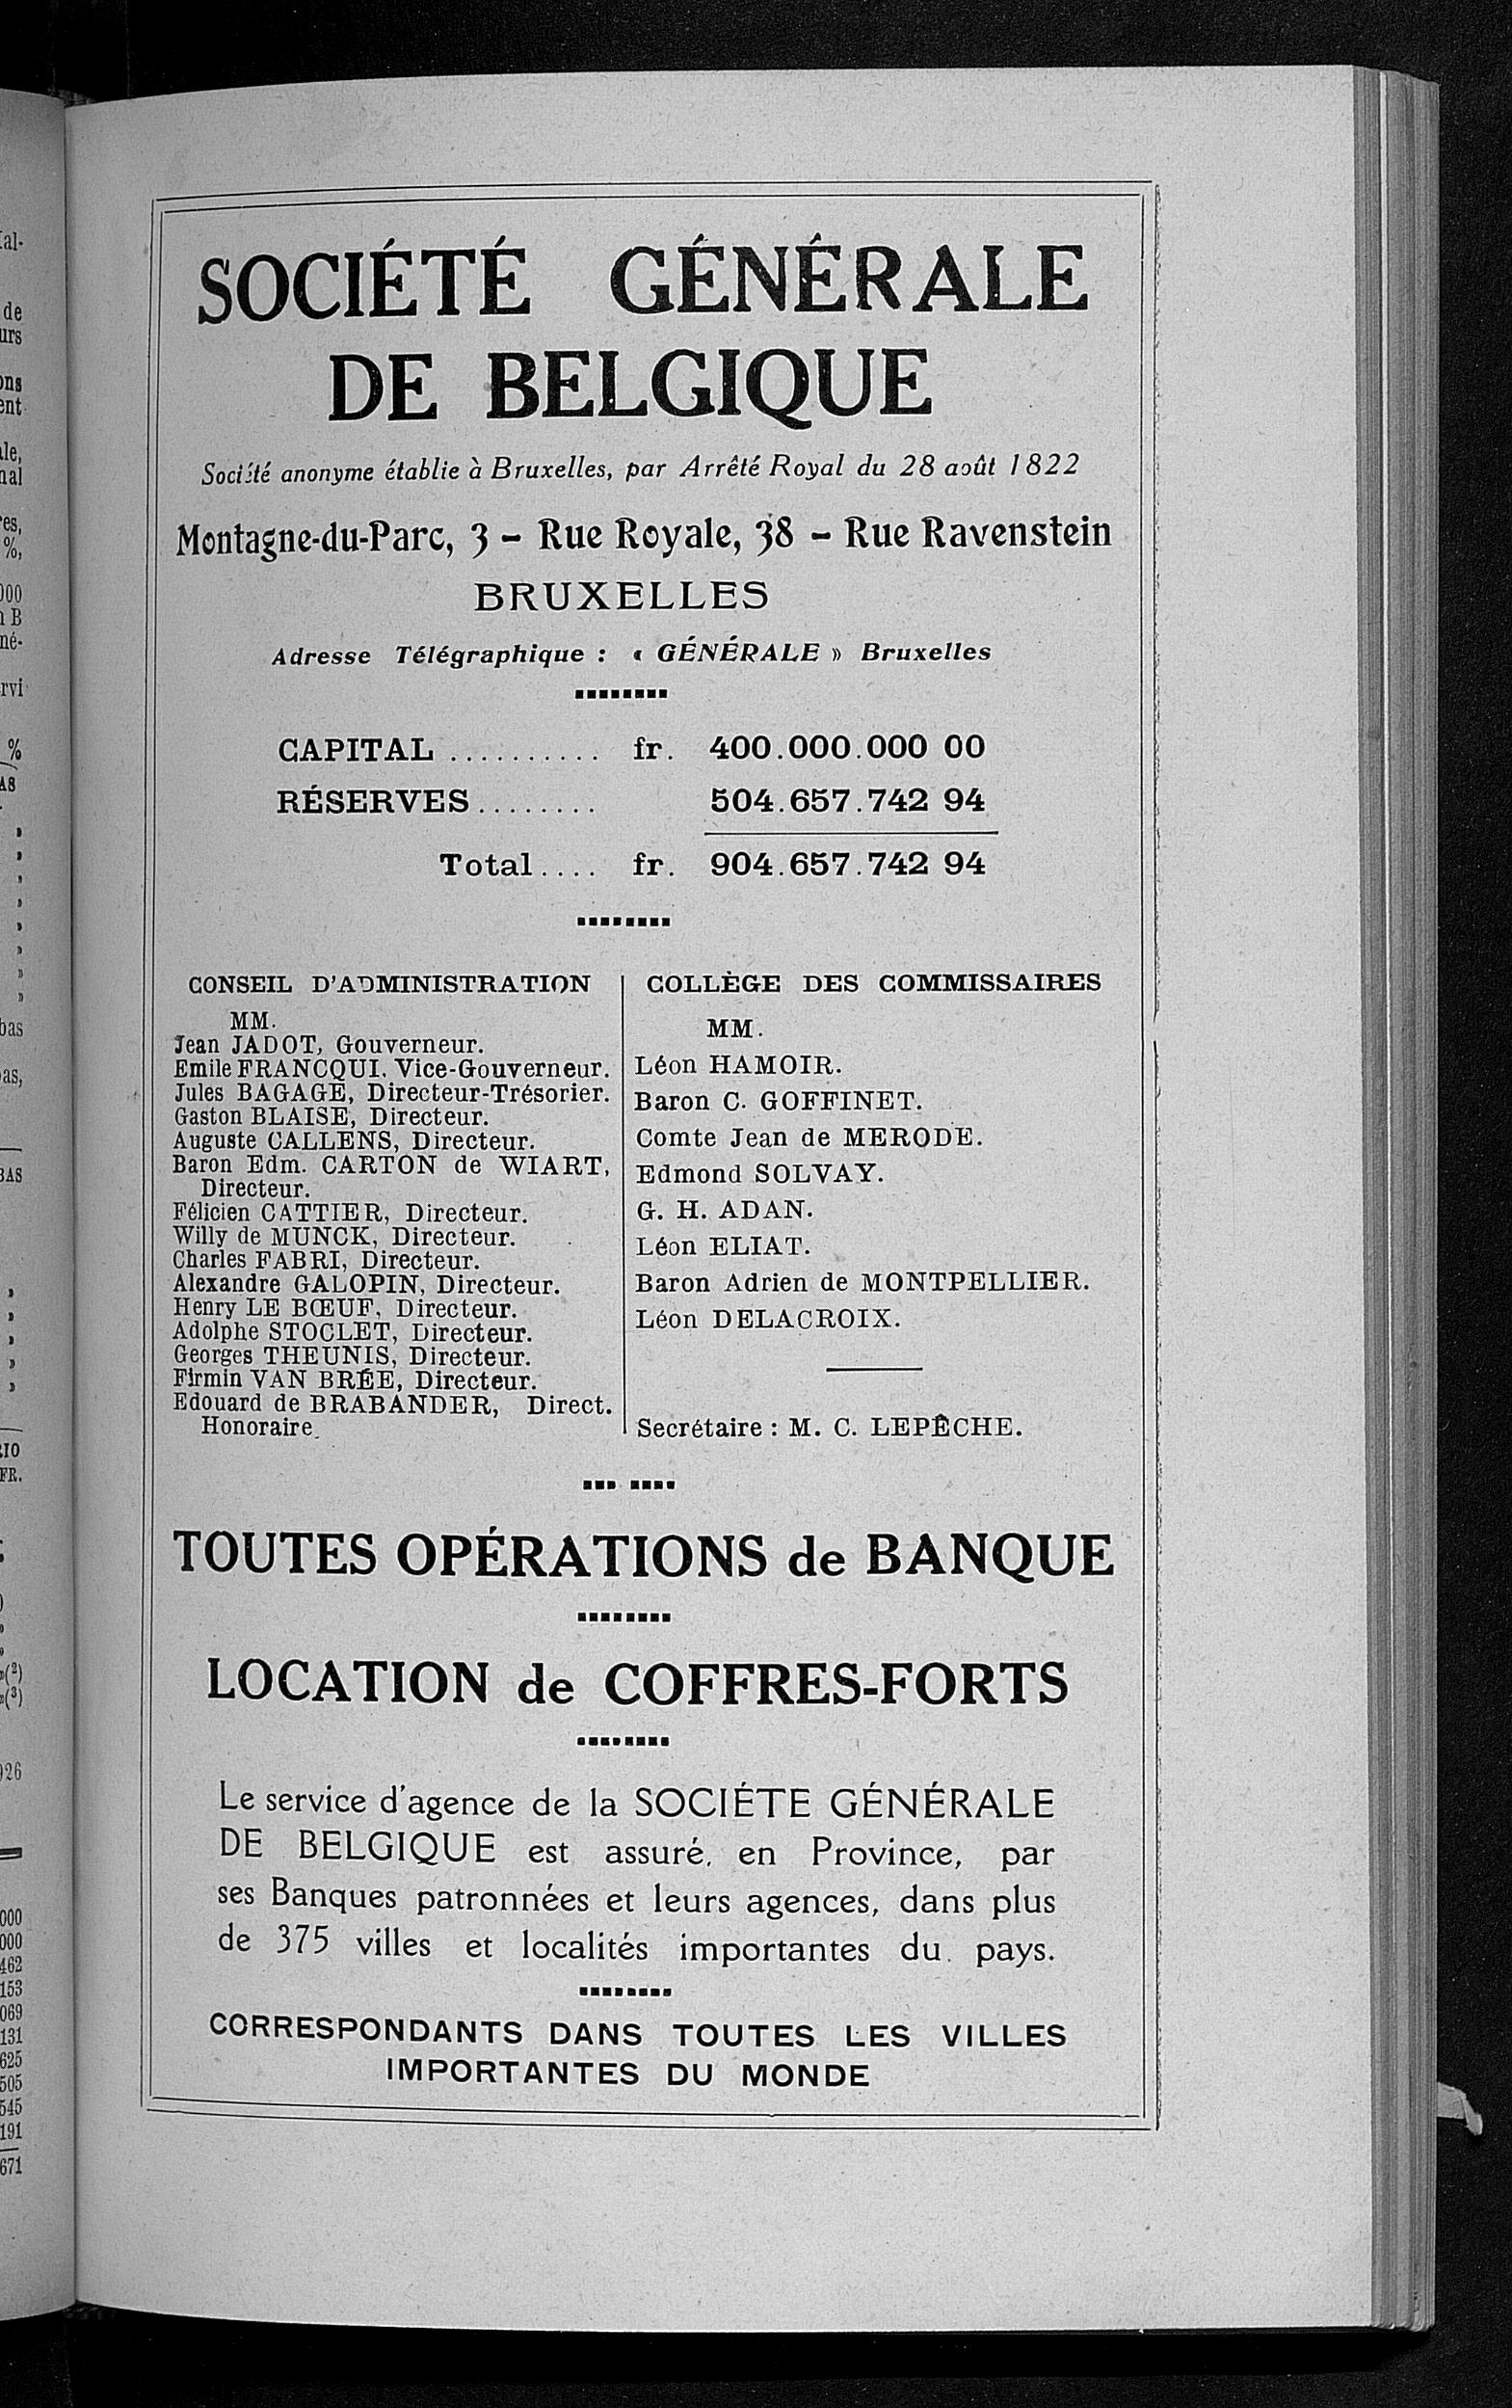 SOCIÉTÉ GÉNÉRALE
DE BELGIQUE
Société anonyme établie à Bruxelles, par Arrêté Royal du 28 août 1822
Montagne-du-Parc, 3 – Rue Royale, 38 – Rue Ravenstein
BRUXELLES
Adresse Télégraphique : « GÉNÉRALE » Bruxelles
CAPITAL .......... fr. 400.000.000 00
RÉSERVES ........ 504.657.742 94
Total .... fr. 904.657.742 94
CONSEIL D'ADMINISTRATION
MM.
Jean JADOT, Gouverneur.
Emile FRANCQUI, Vice-Gouverneur.
Jules BAGAGE, Directeur-Trésorier.
Gaston BLAISE, Directeur.
Auguste CALLENS, Directeur.
Baron Edm. CARTON de WIART,
Directeur.
Félicien CATTIER, Directeur.
Willy de MUNCK, Directeur.
Charles FABRI, Directeur.
Alexandre GALOPIN, Directeur.
Henry LE BŒUF, Directeur.
Adolphe STOCLET, Directeur.
Georges THEUNIS, Directeur.
Firmin VAN BRÉE, Directeur.
Edouard de BRABANDER, Direct.
Honoraire.
COLLÈGE DES COMMISSAIRES
MM.
Léon HAMOIR.
Baron C. GOFFINET.
Comte Jean de MERODE.
Edmond SOLVAY.
G. H. ADAN.
Léon ELIAT.
Baron Adrien de MONTPELLIER.
Léon DELACROIX.
Secrétaire : M. C. LEPÊCHE.
TOUTES OPÉRATIONS de BANQUE
LOCATION de COFFRES-FORTS
Le service d'agence de la SOCIÉTE GÉNÉRALE
DE BELGIQUE est assuré, en Province, par
ses Banques patronnées et leurs agences, dans plus
de 375 villes et localités importantes du pays.
CORRESPONDANTS DANS TOUTES LES VILLES
IMPORTANTES DU MONDE